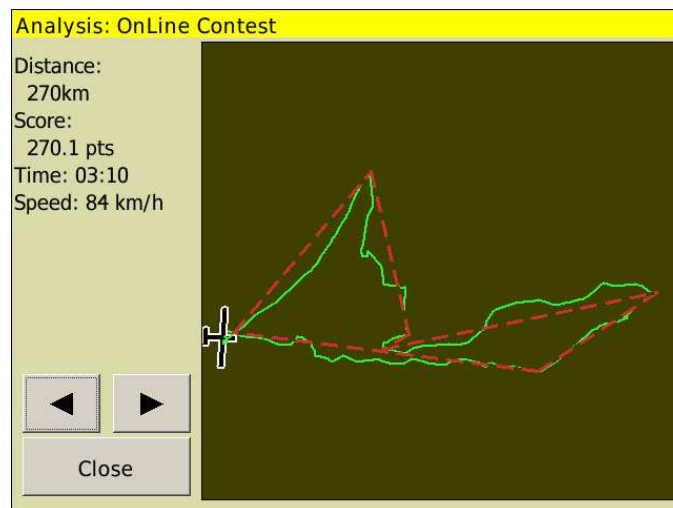 Analysis: OnLine Contest
Distance:
270km
Score:
270.1 pts
Time: 03:10
Speed: 84 km/h
Close